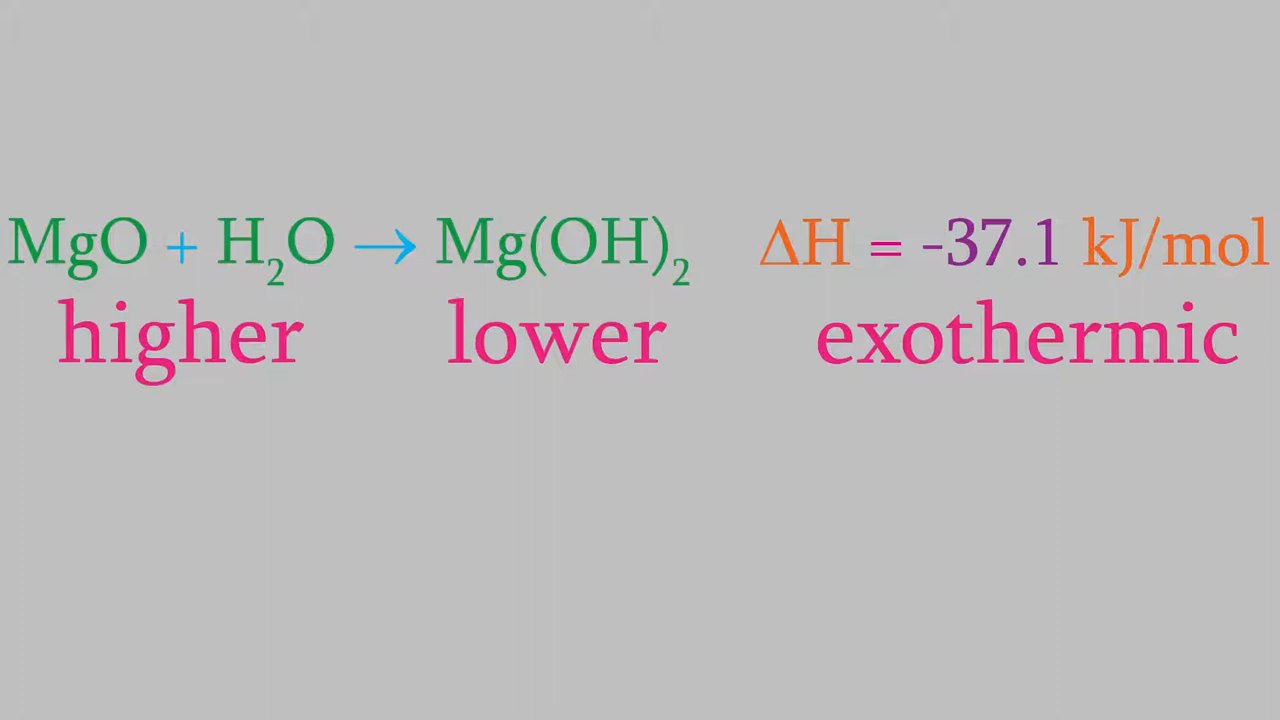 MgO + H₂O → Mg(OH)₂ ΔH = -37.1 kJ/mol
higher lower exothermic